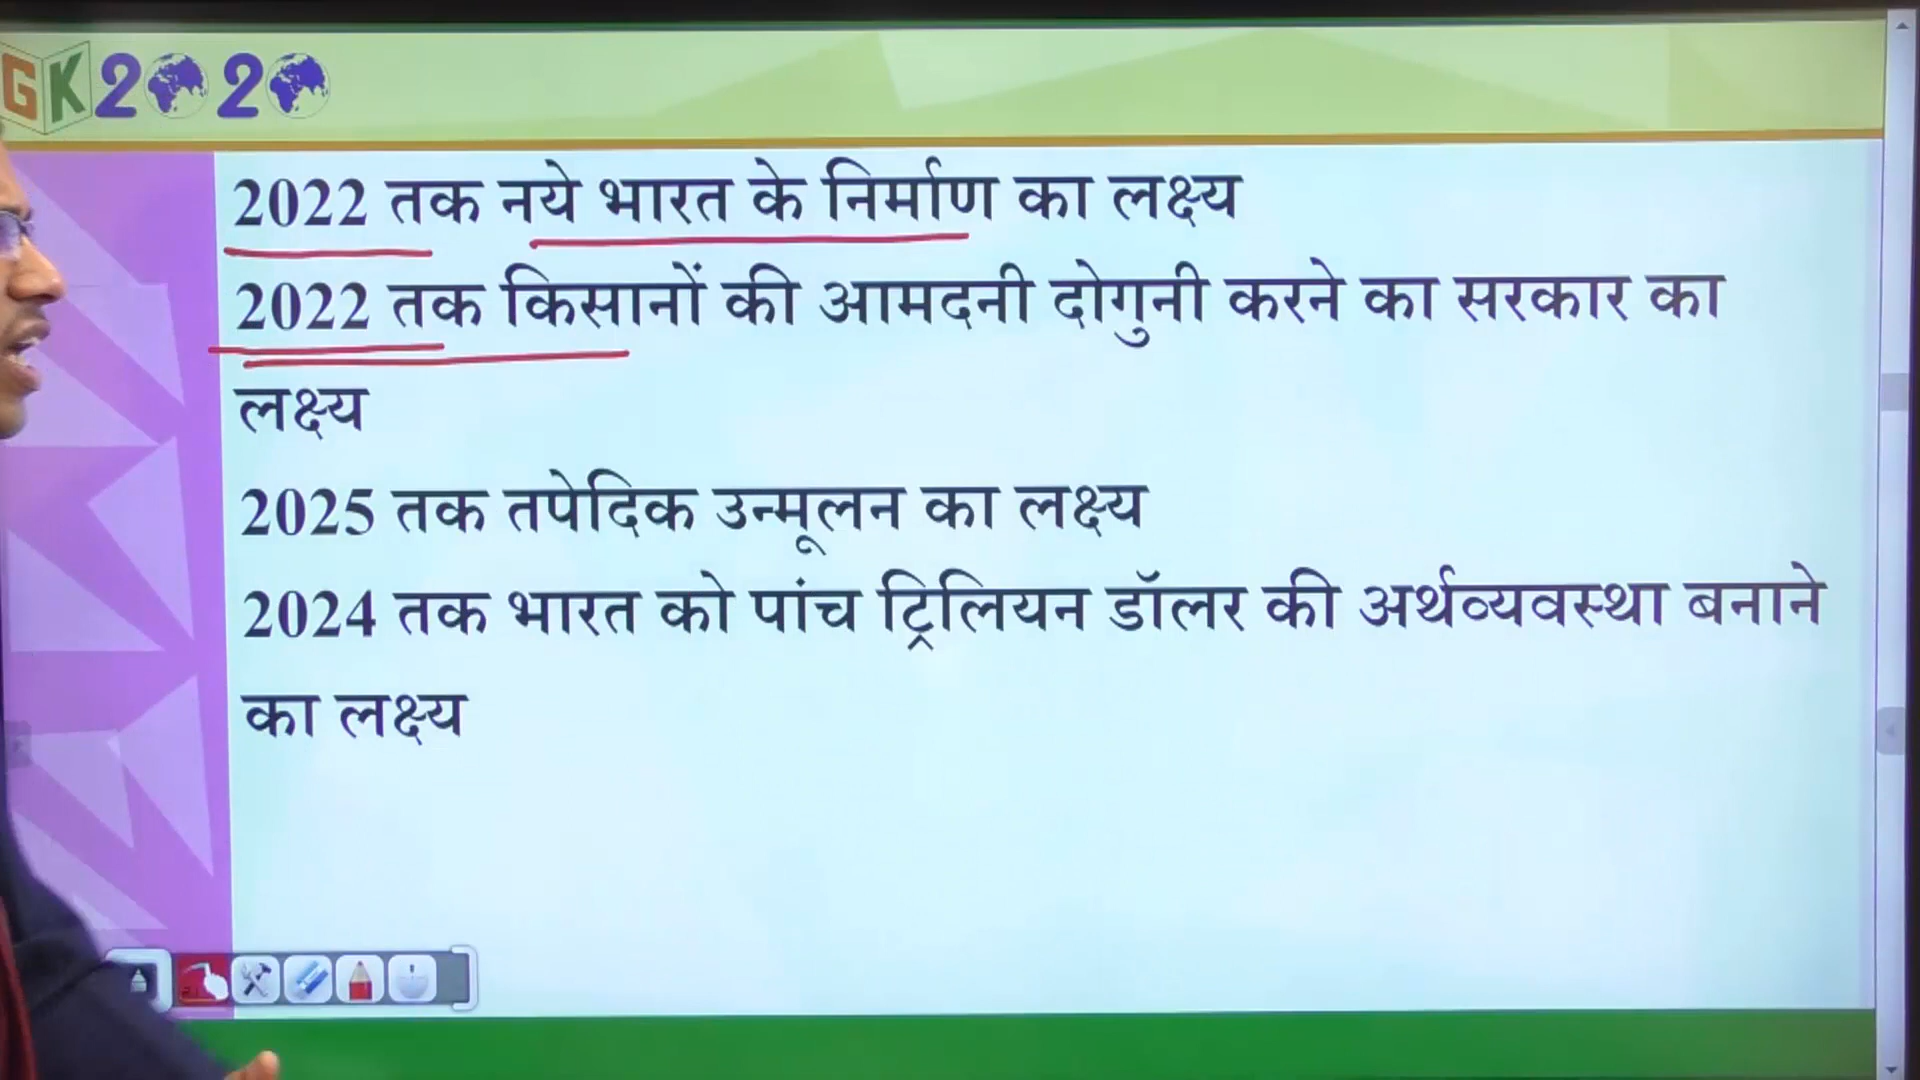 GK2020
2022 तक नये भारत के निर्माण का लक्ष्य
2022 तक किसानों की आमदनी दोगुनी करने का सरकार का
लक्ष्य
2025 तक तपेदिक उन्मूलन का लक्ष्य
2024 तक भारत को पांच ट्रिलियन डॉलर की अर्थव्यवस्था बनाने
का लक्ष्य